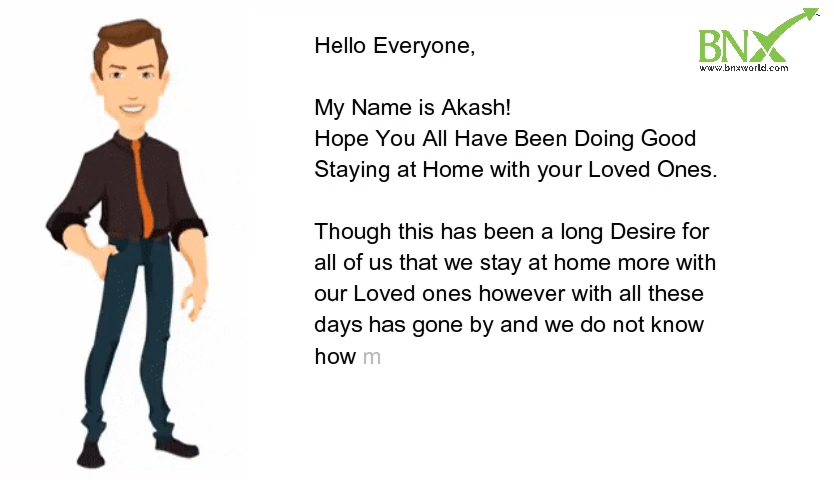 BNX
www.bnxworld.com
Hello Everyone,
My Name is Akash!
Hope You All Have Been Doing Good
Staying at Home with your Loved Ones.
Though this has been a long Desire for
all of us that we stay at home more with
our Loved ones however with all these
days has gone by and we do not know
how m